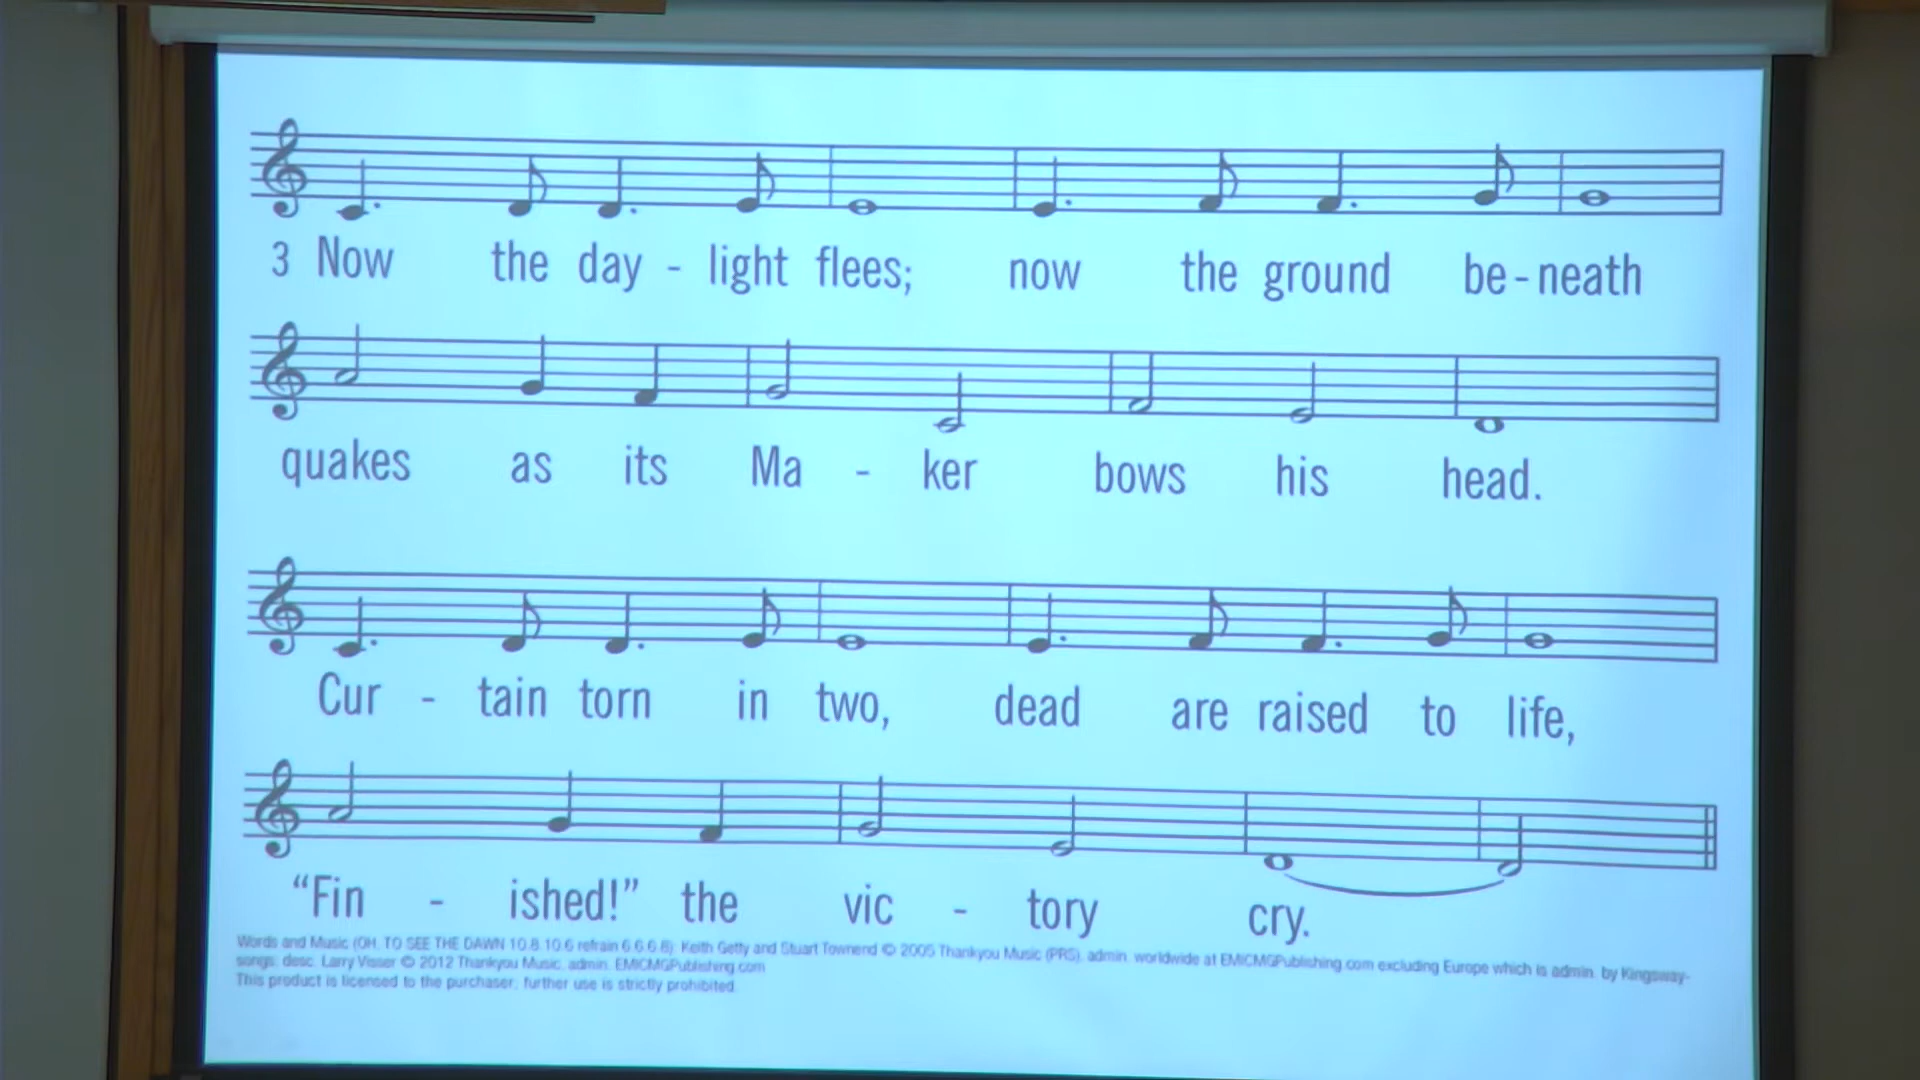 3 Now the day - light flees; now the ground be - neath
quakes as its Ma - ker bows his head.
Cur - tain torn in two, dead are raised to life,
“Fin - ished!” the vic - tory cry.
Words and Music (OH, TO SEE THE DAWN 10.8.10.6 refrain 6.6.6.8): Keith Getty and Stuart Townend © 2005 Thankyou Music (PRS), admin. worldwide at EMICMGPublishing.com excluding Europe which is admin. by Kingsway-
songs; desc. Larry Visser © 2012 Thankyou Music, admin. EMICMGPublishing.com
This product is licensed to the purchaser; further use is strictly prohibited.